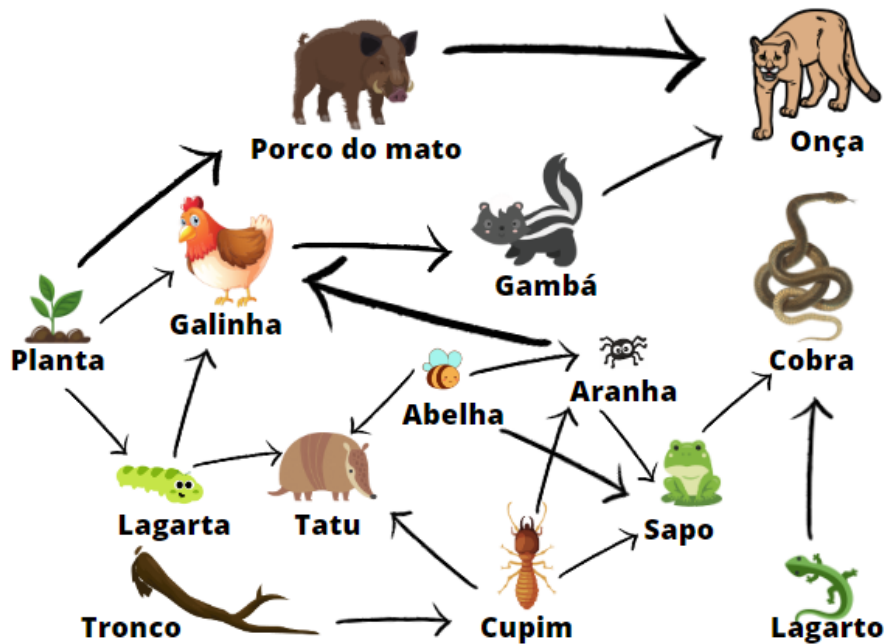 Porco do mato
Onça
Gambá
Galinha
Planta
Cobra
Aranha
Abelha
Lagarta
Tatu
Sapo
Tronco
Cupim
Lagarto